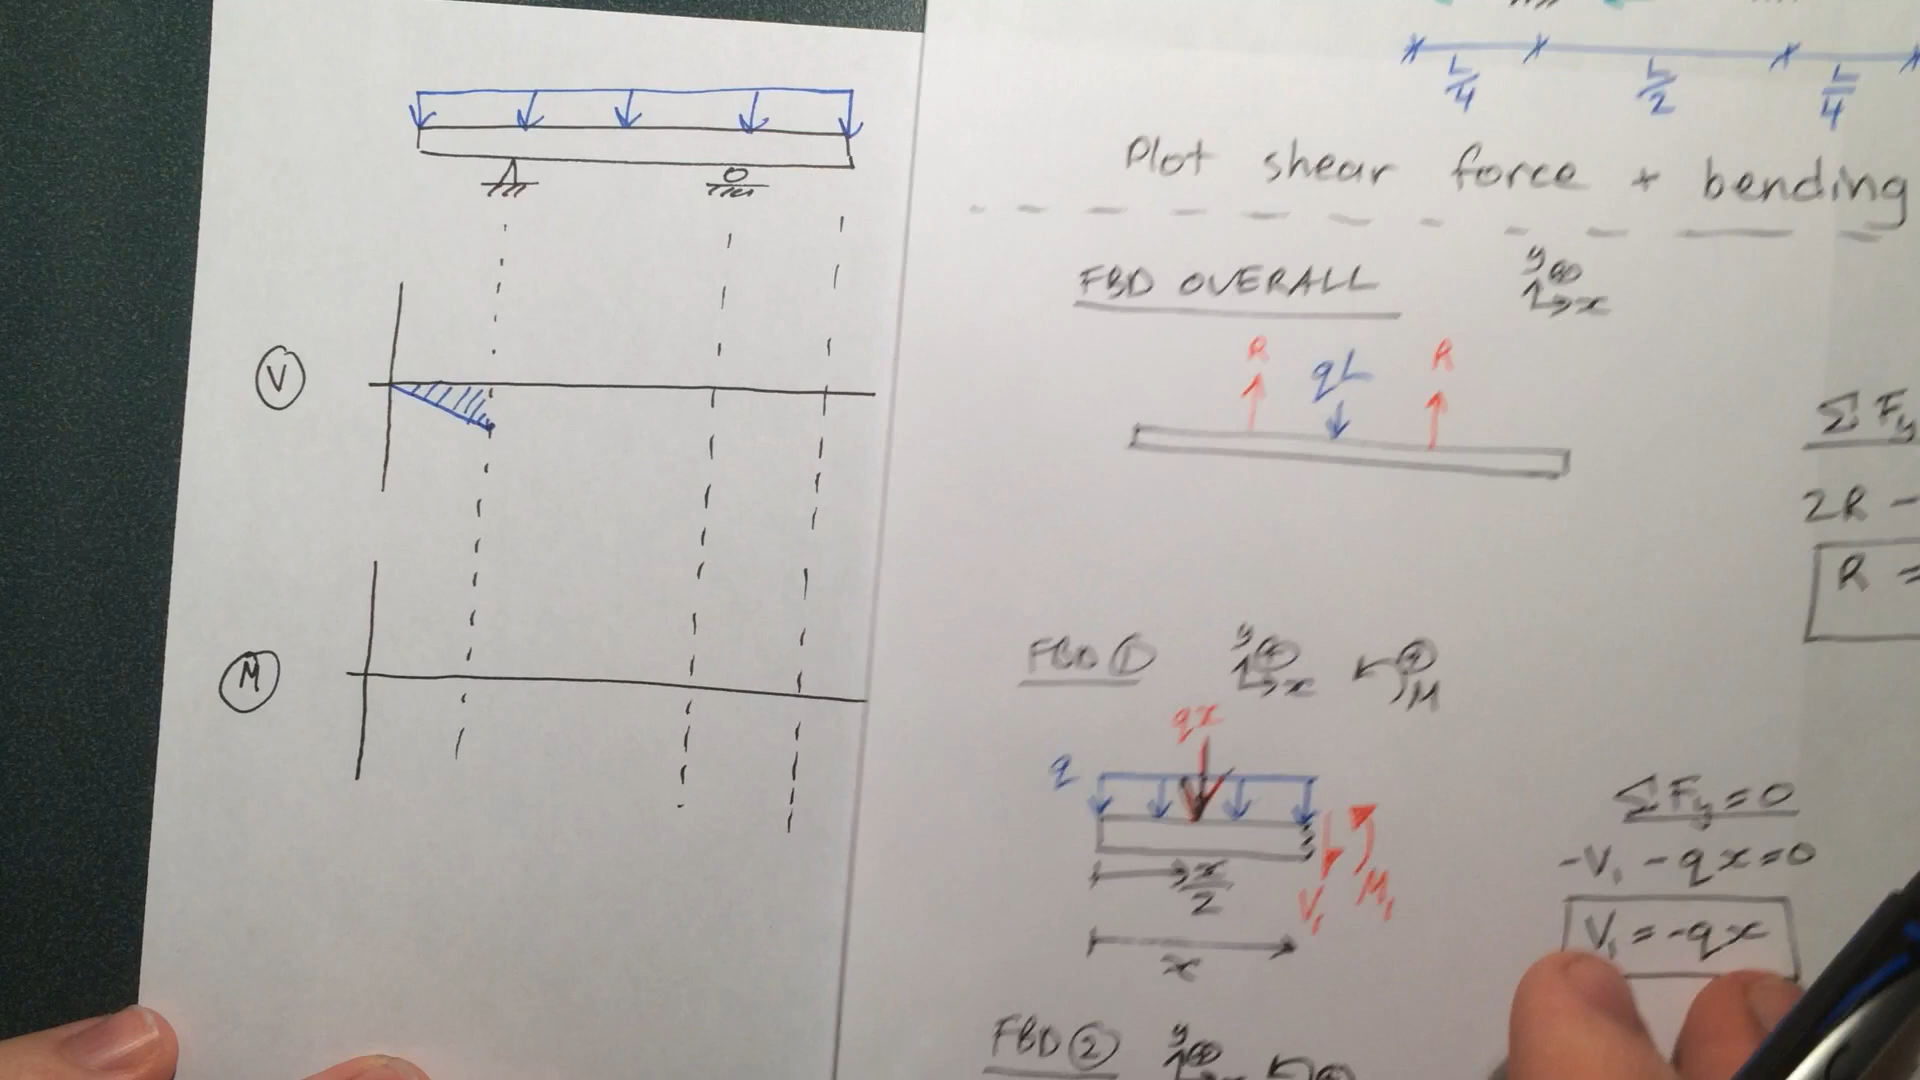 V
M
L/4 L/2 L/4
Plot shear force + bending
FBD OVERALL y + x
R qL R
ΣFy
2R -
R =
FBD ① y + x + M
qx
q
x/2
V₁ M₁
x
ΣFy = 0
-V₁ - qx = 0
V₁ = -qx
FBD ② y +